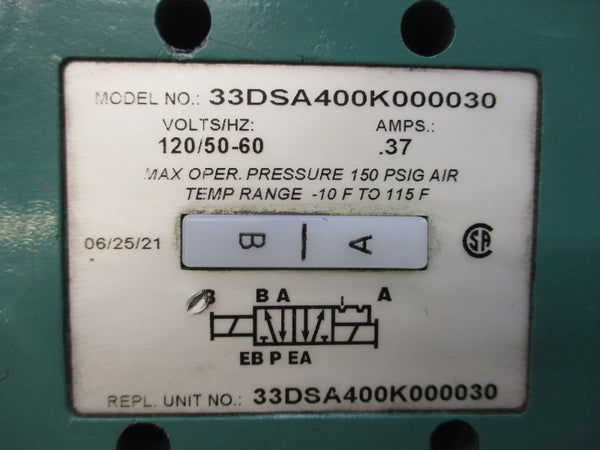 MODEL NO.: 33DSA400K000030
VOLTS/HZ: AMPS.:
120/50-60 .37
MAX OPER. PRESSURE 150 PSIG AIR
TEMP RANGE -10 F TO 115 F
06/25/21 B | A SA
B B A A
EB P EA
REPL. UNIT NO.: 33DSA400K000030